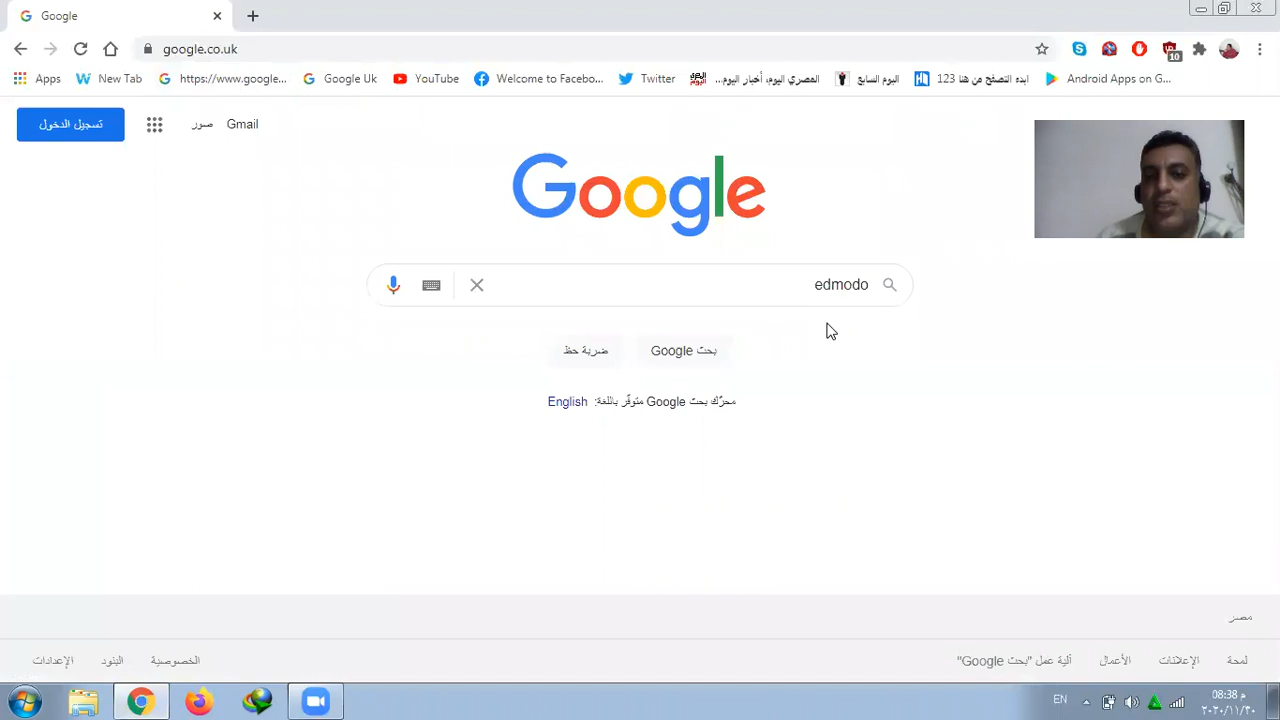 Google
google.co.uk
Apps
New Tab
https://www.google...
Google Uk
YouTube
Welcome to Facebo...
Twitter
المصري اليوم، أخبار اليوم...
اليوم السابع
ابدء التصفح من هنا 123
Android Apps on G...
تسجيل الدخول
صور
Gmail
Google
edmodo
بحث Google
ضربة حظ
محرّك بحث Google متوفّر باللغة: English
مصر
لمحة
الإعلانات
الأعمال
آلية عمل "بحث Google"
الخصوصية
البنود
الإعدادات
EN
08:38 م
10